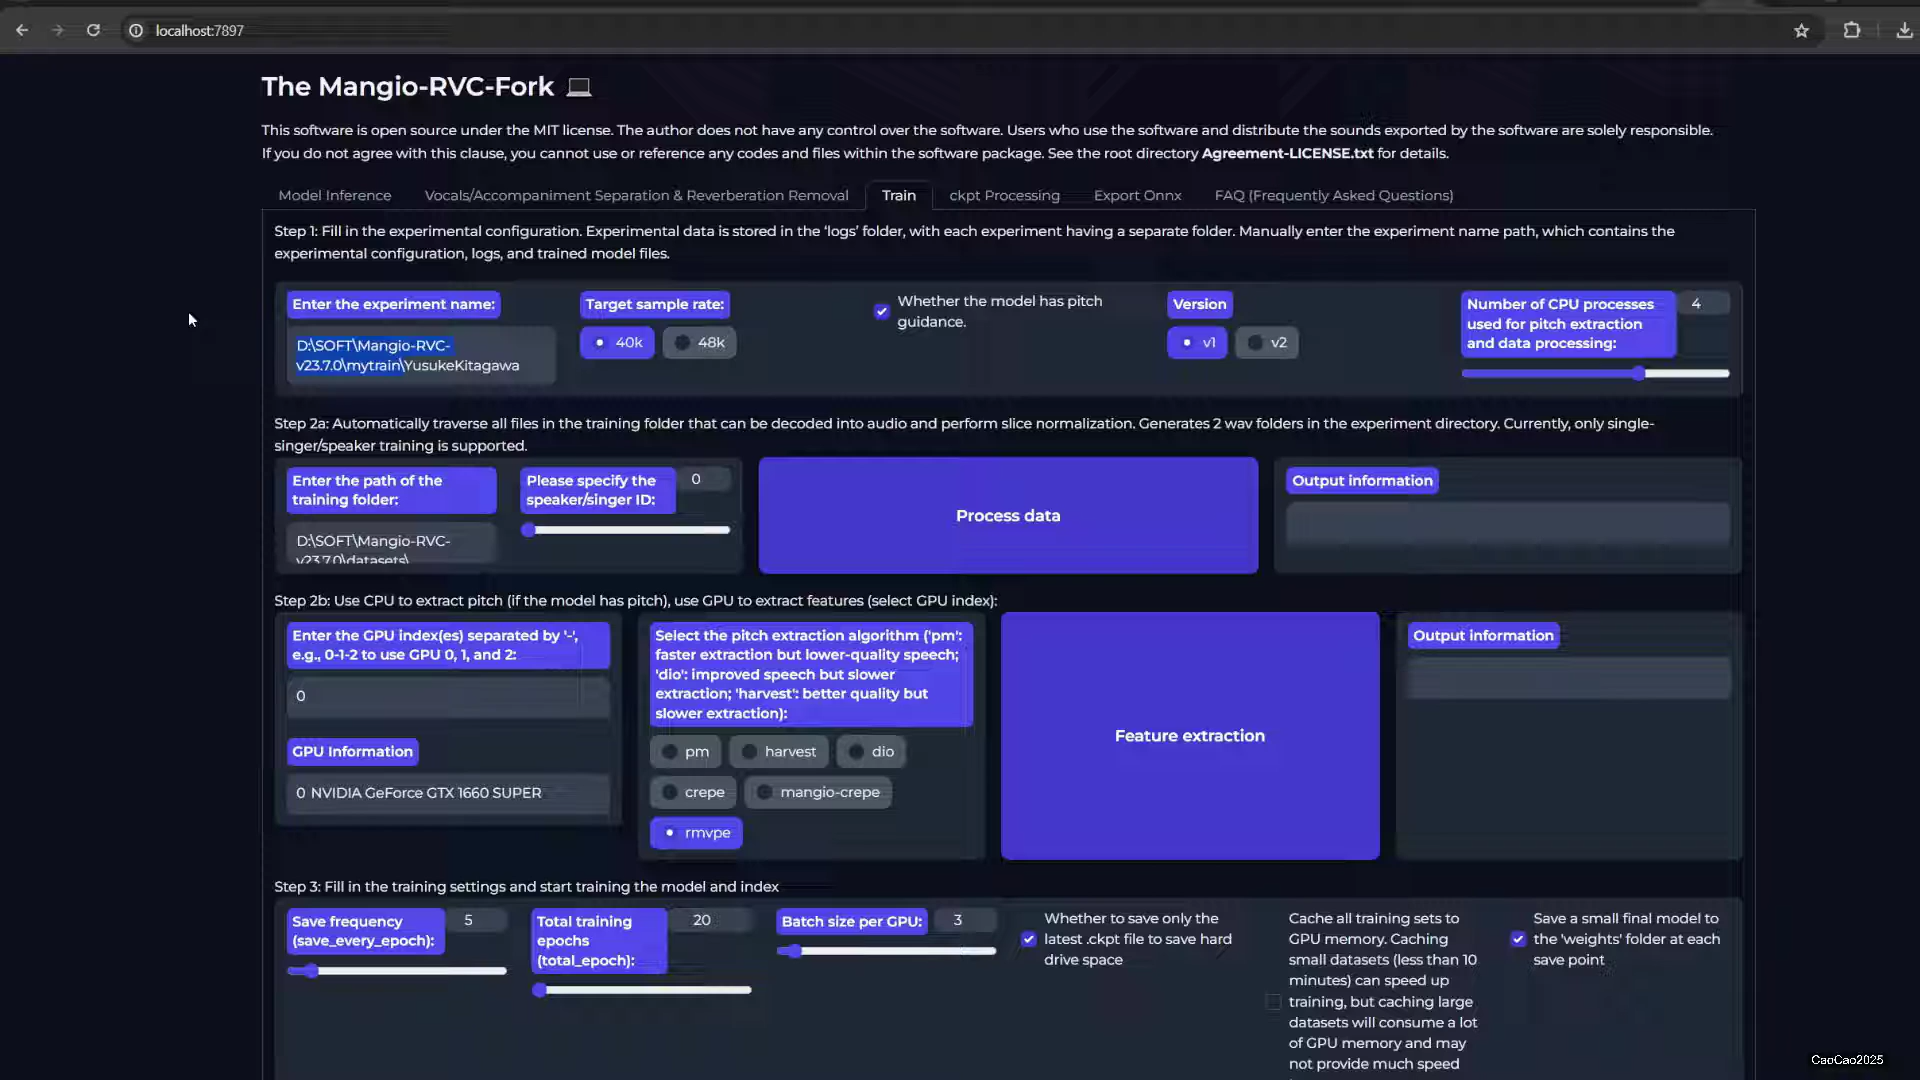 localhost:7897
The Mangio-RVC-Fork 💻
This software is open source under the MIT license. The author does not have any control over the software. Users who use the software and distribute the sounds exported by the software are solely responsible.
If you do not agree with this clause, you cannot use or reference any codes and files within the software package. See the root directory Agreement-LICENSE.txt for details.
Model Inference
Vocals/Accompaniment Separation & Reverberation Removal
Train
ckpt Processing
Export Onnx
FAQ (Frequently Asked Questions)
Step 1: Fill in the experimental configuration. Experimental data is stored in the 'logs' folder, with each experiment having a separate folder. Manually enter the experiment name path, which contains the
experimental configuration, logs, and trained model files.
Enter the experiment name:
D:\SOFT\Mangio-RVC-
v23.7.0\mytrain\YusukeKitagawa
Target sample rate:
40k
48k
Whether the model has pitch
guidance.
Version
v1
v2
Number of CPU processes
used for pitch extraction
and data processing:
4
Step 2a: Automatically traverse all files in the training folder that can be decoded into audio and perform slice normalization. Generates 2 wav folders in the experiment directory. Currently, only single-
singer/speaker training is supported.
Enter the path of the
training folder:
D:\SOFT\Mangio-RVC-
v23.7.0\datasets\
Please specify the
speaker/singer ID:
0
Process data
Output information
Step 2b: Use CPU to extract pitch (if the model has pitch), use GPU to extract features (select GPU index):
Enter the GPU index(es) separated by '-',
e.g., 0-1-2 to use GPU 0, 1, and 2:
0
GPU Information
0 NVIDIA GeForce GTX 1660 SUPER
Select the pitch extraction algorithm ('pm':
faster extraction but lower-quality speech;
'dio': improved speech but slower
extraction; 'harvest': better quality but
slower extraction):
pm
harvest
dio
crepe
mangio-crepe
rmvpe
Feature extraction
Output information
Step 3: Fill in the training settings and start training the model and index
Save frequency
(save_every_epoch):
5
Total training
epochs
(total_epoch):
20
Batch size per GPU:
3
Whether to save only the
latest .ckpt file to save hard
drive space
Cache all training sets to
GPU memory. Caching
small datasets (less than 10
minutes) can speed up
training, but caching large
datasets will consume a lot
of GPU memory and may
not provide much speed
Save a small final model to
the 'weights' folder at each
save point
CaoCao2025